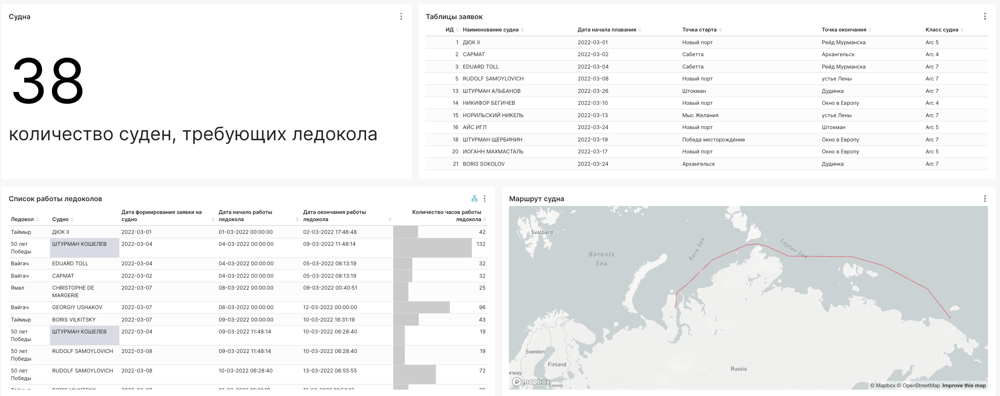 Судна
38
количество суден, требующих ледокола
Таблицы заявок
ИД Наименование судна Дата начала плавания Точка старта Точка окончания Класс судна
1 ДЮК II 2022-03-01 Новый порт Рейд Мурманска Arc 5
2 САРМАТ 2022-03-02 Сабетта Архангельск Arc 4
3 EDUARD TOLL 2022-03-04 Сабетта Рейд Мурманска Arc 7
5 RUDOLF SAMOYLOVICH 2022-03-08 Новый порт устье Лены Arc 7
13 ШТУРМАН АЛЬБАНОВ 2022-03-26 Штокман Дудинка Arc 7
14 НИКИФОР БЕГИЧЕВ 2022-03-10 Новый порт Окно в Европу Arc 4
15 НОРИЛЬСКИЙ НИКЕЛЬ 2022-03-13 Мыс Желания устье Лены Arc 7
16 АЙС ИГЛ 2022-03-24 Новый порт Штокман Arc 5
18 ШТУРМАН ЩЕРБИНИН 2022-03-19 Победа месторождение Окно в Европу Arc 7
20 ИОГАНН МАХМАСТАЛЬ 2022-03-17 Новый порт Окно в Европу Arc 5
21 BORIS SOKOLOV 2022-03-24 Архангельск Дудинка Arc 7
Список работы ледоколов
Дата формирования заявки на Дата начало работы Дата окончания работы Количество часов работы
Ледокол Судно судно ледокола ледокола ледокола
Таймыр ДЮК II 2022-03-01 01-03-2022 00:00:00 02-03-2022 17:46:48 42
50 лет ШТУРМАН КОШЕЛЕВ 2022-03-04 04-03-2022 00:00:00 09-03-2022 11:48:14 132
Победы
Вайгач EDUARD TOLL 2022-03-04 04-03-2022 00:00:00 05-03-2022 08:13:19 32
Вайгач САРМАТ 2022-03-02 04-03-2022 00:00:00 05-03-2022 08:13:19 32
Ямал CHRISTOPHE DE 2022-03-07 08-03-2022 00:00:00 09-03-2022 00:40:51 25
MARGERIE
Вайгач GEORGIY USHAKOV 2022-03-07 08-03-2022 00:00:00 12-03-2022 00:00:00 96
Таймыр BORIS VILKITSKY 2022-03-07 09-03-2022 00:00:00 10-03-2022 18:31:19 43
50 лет ШТУРМАН КОШЕЛЕВ 2022-03-04 09-03-2022 11:48:14 10-03-2022 06:28:40 19
Победы
50 лет RUDOLF SAMOYLOVICH 2022-03-08 09-03-2022 11:48:14 10-03-2022 06:28:40 19
Победы
50 лет RUDOLF SAMOYLOVICH 2022-03-08 10-03-2022 06:28:40 13-03-2022 06:55:55 72
Победы
Таймыр BORIS VILKITSKY 2022-03-07
Маршрут судна
Svalbard
Barents
Sea
Kara Sea
Laptev Sea
Sweden
Finland
Russia
mapbox
Estonia
© Mapbox © OpenStreetMap Improve this map